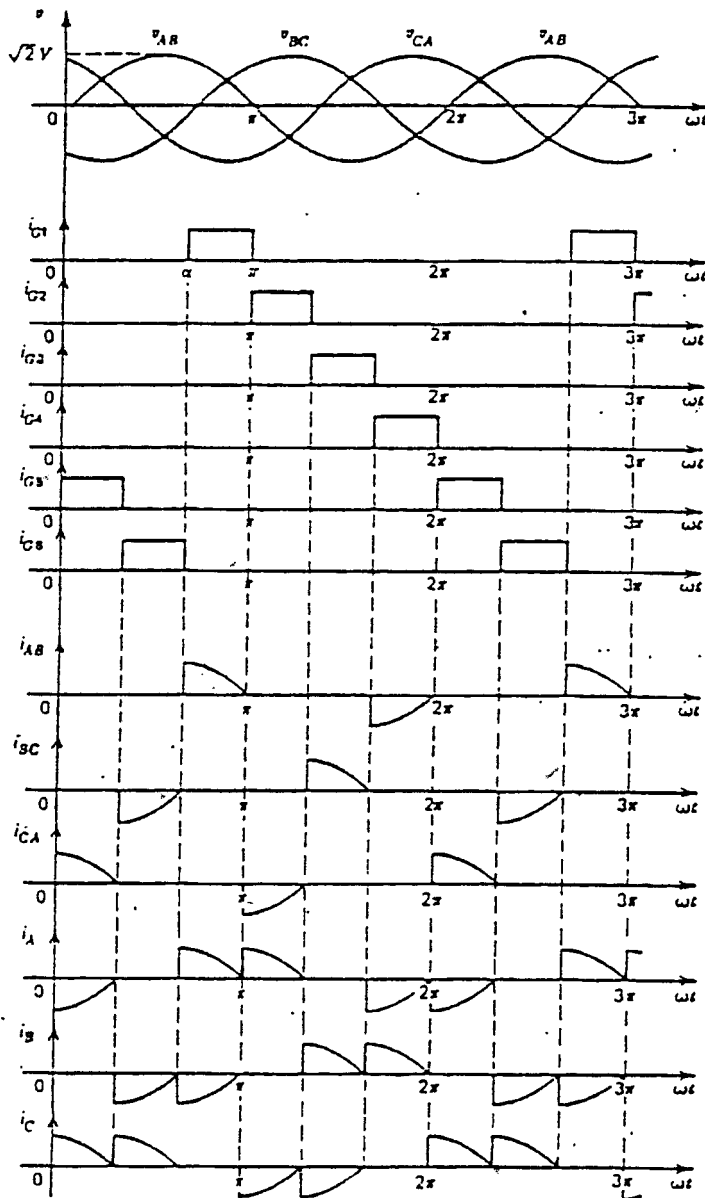 v
√2 V v_AB v_BC v_CA v_AB
0 π 2π 3π ωt
i_G1
0 α π 2π 3π ωt
i_G2
0 π 2π 3π ωt
i_G3
0 π 2π 3π ωt
i_G4
0 π 2π 3π ωt
i_G5
0 π 2π 3π ωt
i_G6
0 π 2π 3π ωt
i_AB
0 π 2π 3π ωt
i_BC
0 π 2π 3π ωt
i_CA
0 π 2π 3π ωt
i_A
0 π 2π 3π ωt
i_B
0 π 2π 3π ωt
i_C
0 π 2π 3π ωt